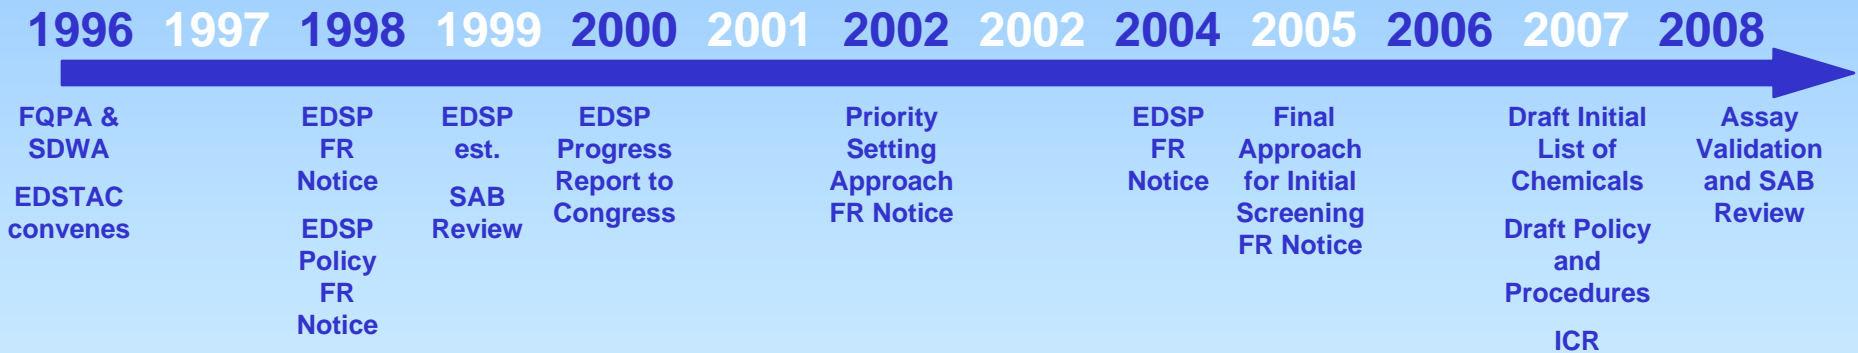 1996 1997 1998 1999 2000 2001 2002 2002 2004 2005 2006 2007 2008
FQPA &
SDWA
EDSTAC
convenes
EDSP
FR
Notice
EDSP
Policy
FR
Notice
EDSP
est.
SAB
Review
EDSP
Progress
Report to
Congress
Priority
Setting
Approach
FR Notice
EDSP
FR
Notice
Final
Approach
for Initial
Screening
FR Notice
Draft Initial
List of
Chemicals
Draft Policy
and
Procedures
ICR
Assay
Validation
and SAB
Review